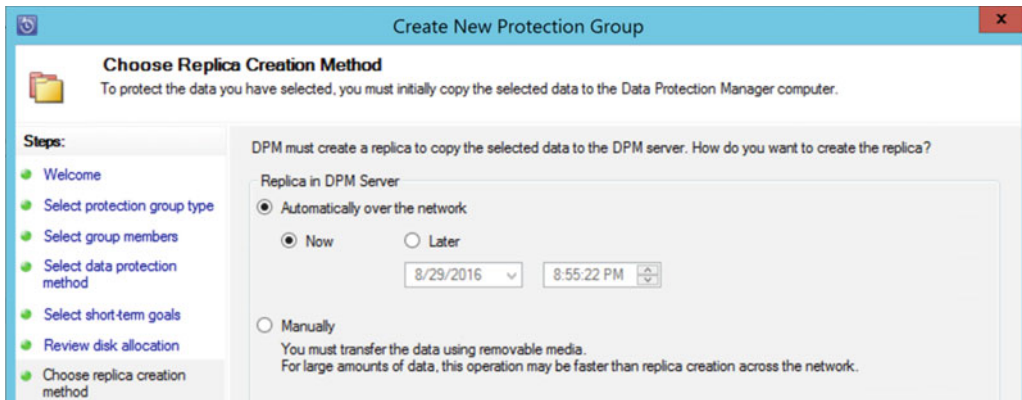 Create New Protection Group
x
Choose Replica Creation Method
To protect the data you have selected, you must initially copy the selected data to the Data Protection Manager computer.
Steps:
Welcome
Select protection group type
Select group members
Select data protection
method
Select short-term goals
Review disk allocation
Choose replica creation
method
DPM must create a replica to copy the selected data to the DPM server. How do you want to create the replica?
Replica in DPM Server
Automatically over the network
Now
Later
8/29/2016
8:55:22 PM
Manually
You must transfer the data using removable media.
For large amounts of data, this operation may be faster than replica creation across the network.